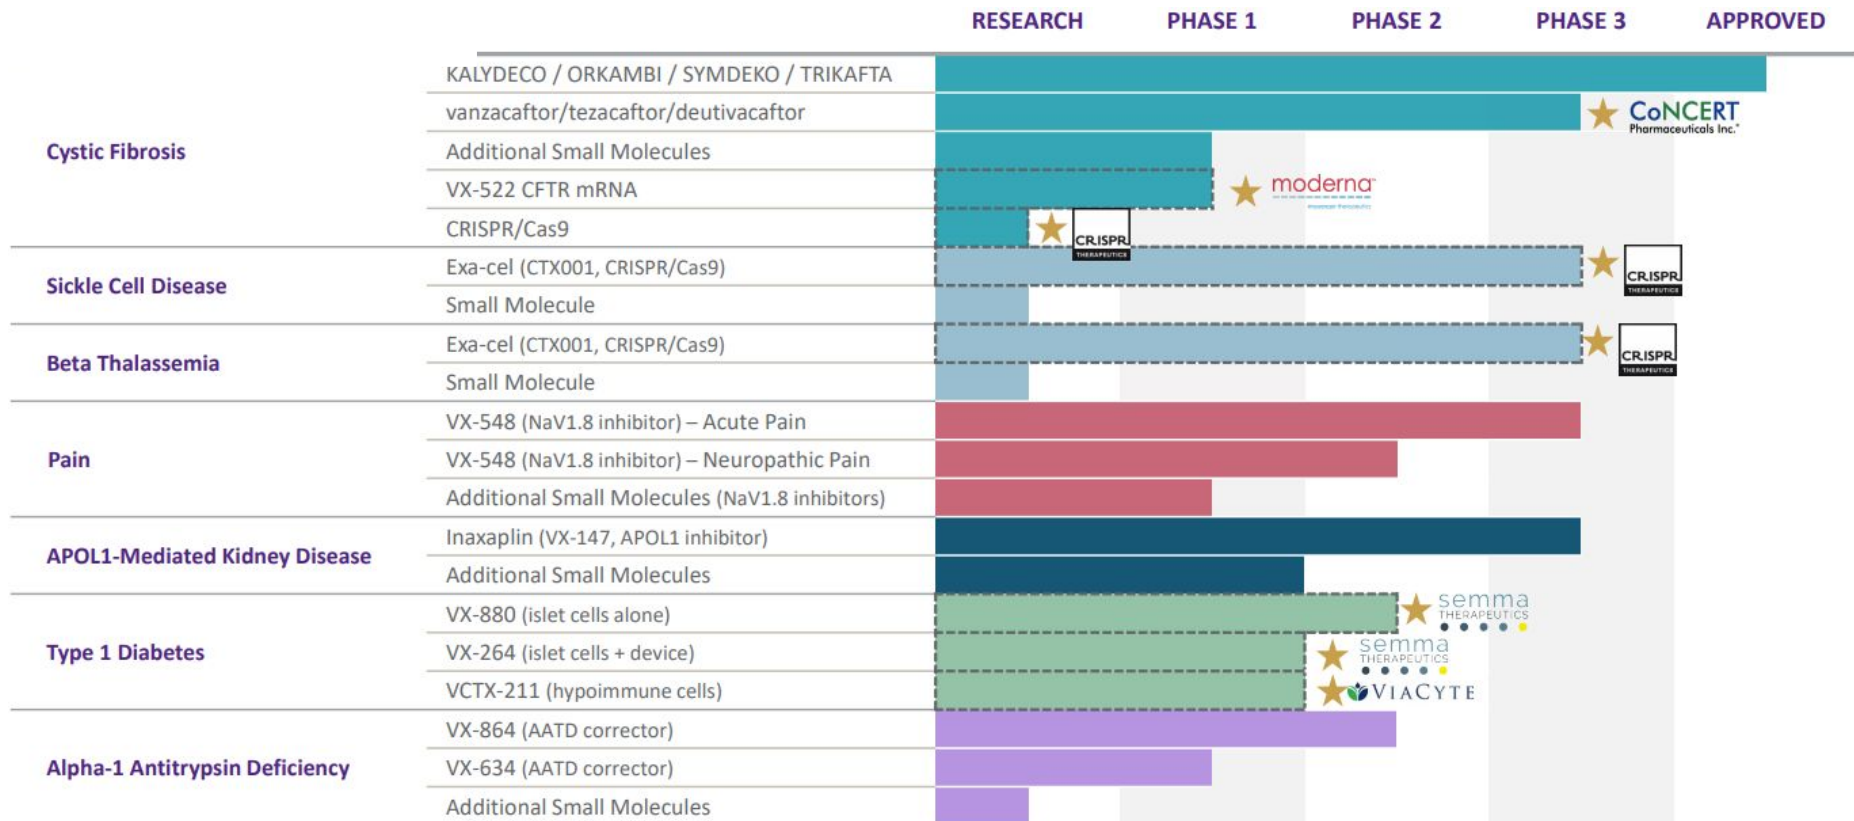 RESEARCH PHASE 1 PHASE 2 PHASE 3 APPROVED
Cystic Fibrosis
KALYDECO / ORKAMBI / SYMDEKO / TRIKAFTA
vanzacaftor/tezacaftor/deutivacaftor
CoNCERT
Pharmaceuticals Inc.®
Additional Small Molecules
VX-522 CFTR mRNA
moderna™
messenger therapeutics
CRISPR/Cas9
CRISPR
THERAPEUTICS
Sickle Cell Disease
Exa-cel (CTX001, CRISPR/Cas9)
CRISPR
THERAPEUTICS
Small Molecule
Beta Thalassemia
Exa-cel (CTX001, CRISPR/Cas9)
CRISPR
THERAPEUTICS
Small Molecule
Pain
VX-548 (NaV1.8 inhibitor) – Acute Pain
VX-548 (NaV1.8 inhibitor) – Neuropathic Pain
Additional Small Molecules (NaV1.8 inhibitors)
APOL1-Mediated Kidney Disease
Inaxaplin (VX-147, APOL1 inhibitor)
Additional Small Molecules
Type 1 Diabetes
VX-880 (islet cells alone)
semma
THERAPEUTICS
VX-264 (islet cells + device)
semma
THERAPEUTICS
VCTX-211 (hypoimmune cells)
VIACYTE
Alpha-1 Antitrypsin Deficiency
VX-864 (AATD corrector)
VX-634 (AATD corrector)
Additional Small Molecules